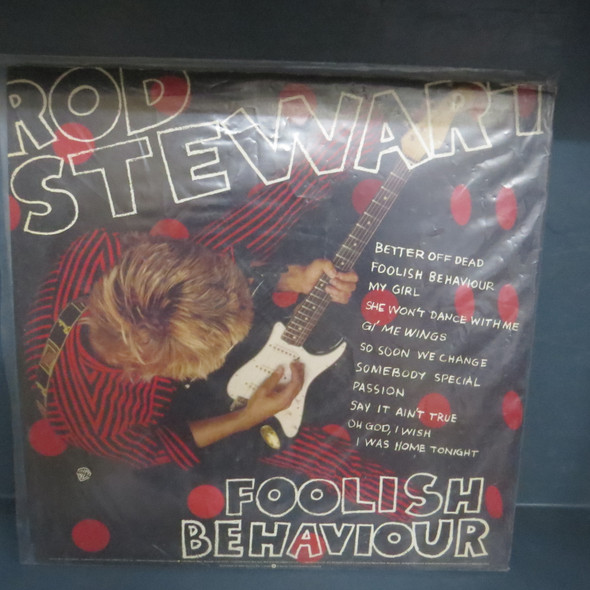 ROD
STEWART
BETTER OFF DEAD
FOOLISH BEHAVIOUR
MY GIRL
SHE WON'T DANCE WITH ME
GI' ME WINGS
SO SOON WE CHANGE
SOMEBODY SPECIAL
PASSION
SAY IT AIN'T TRUE
OH GOD, I WISH
I WAS HOME TONIGHT
FOOLISH
BEHAVIOUR